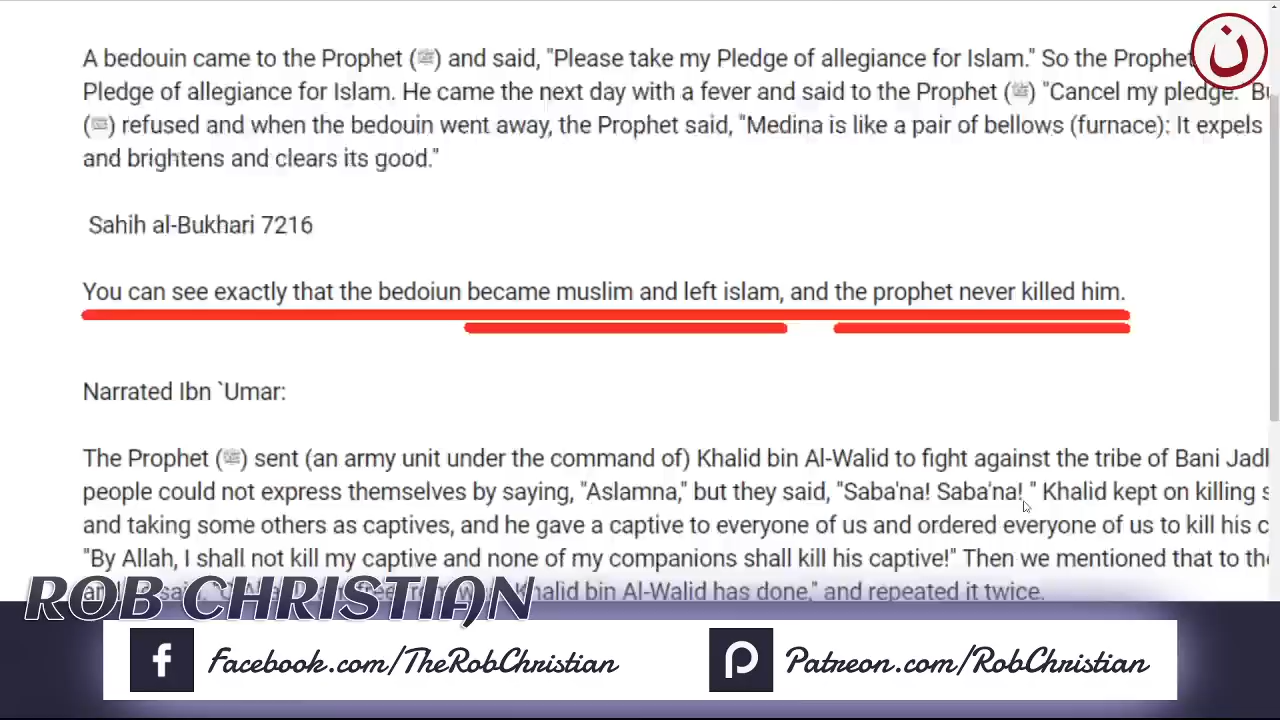 A bedouin came to the Prophet (ﷺ) and said, "Please take my Pledge of allegiance for Islam." So the Prophet
Pledge of allegiance for Islam. He came the next day with a fever and said to the Prophet (ﷺ) "Cancel my pledge."
(ﷺ) refused and when the bedouin went away, the Prophet said, "Medina is like a pair of bellows (furnace): It expels
and brightens and clears its good."
Sahih al-Bukhari 7216
You can see exactly that the bedoiun became muslim and left islam, and the prophet never killed him.
Narrated Ibn `Umar:
The Prophet (ﷺ) sent (an army unit under the command of) Khalid bin Al-Walid to fight against the tribe of Bani
people could not express themselves by saying, "Aslamna," but they said, "Saba'na! Saba'na! " Khalid kept on killing
and taking some others as captives, and he gave a captive to everyone of us and ordered everyone of us to kill his
"By Allah, I shall not kill my captive and none of my companions shall kill his captive!" Then we mentioned that to
Khalid bin Al-Walid has done," and repeated it twice.
ROB CHRISTIAN
Facebook.com/TheRobChristian
Patreon.com/RobChristian
ن